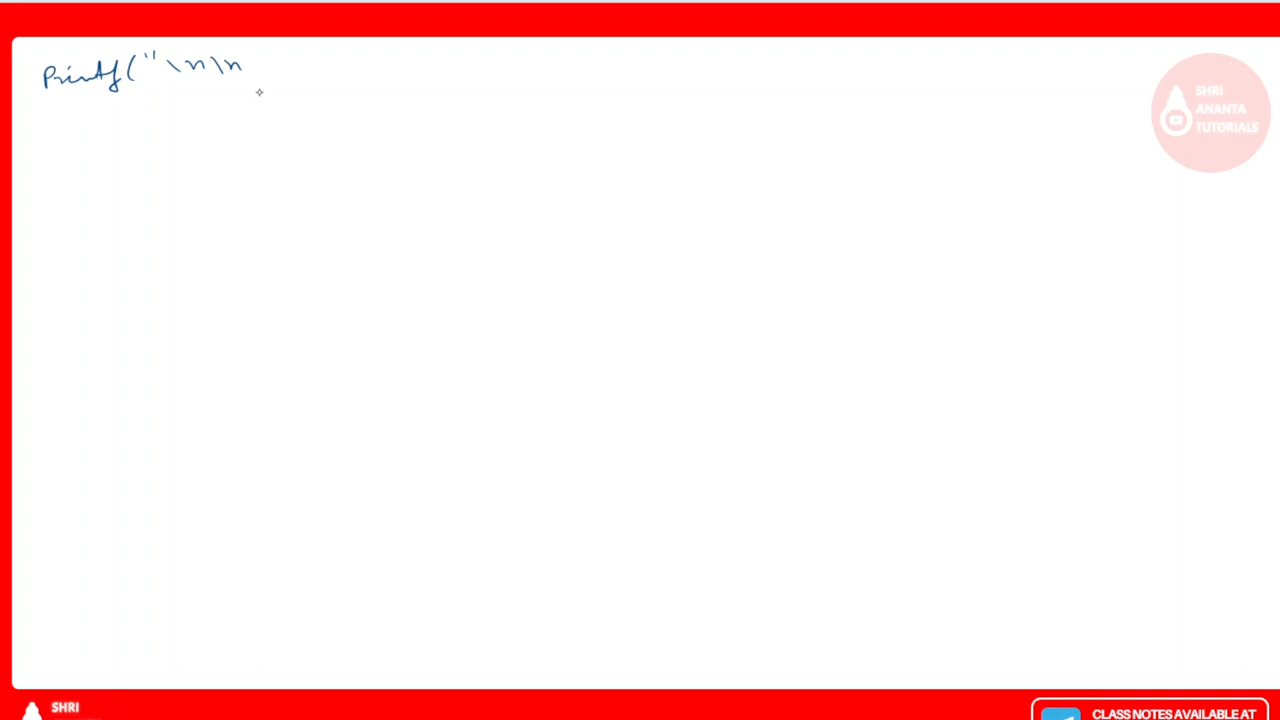 Printf("\n\n
SHRI
ANANTA
TUTORIALS
SHRI
CLASS NOTES AVAILABLE AT